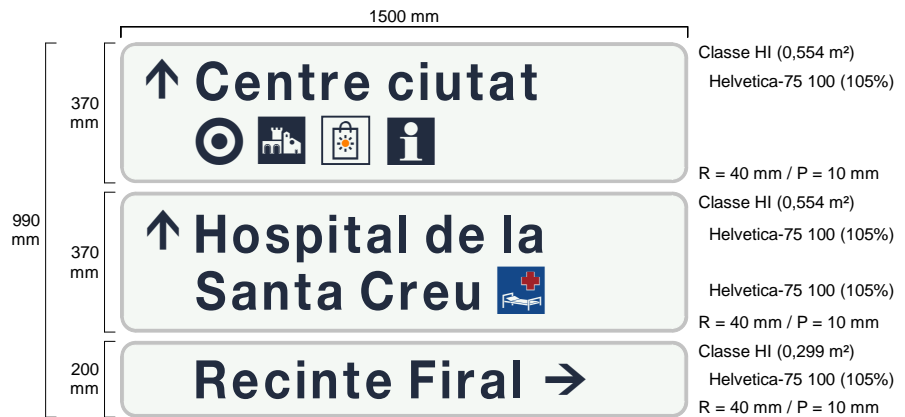 1500 mm
Centre ciutat
Classe HI (0,554 m²)
Helvetica-75 100 (105%)
370
mm
i
R = 40 mm / P = 10 mm
990
mm
Hospital de la
Santa Creu
Classe HI (0,554 m²)
Helvetica-75 100 (105%)
370
mm
Helvetica-75 100 (105%)
R = 40 mm / P = 10 mm
Recinte Firal →
Classe HI (0,299 m²)
200
mm
Helvetica-75 100 (105%)
R = 40 mm / P = 10 mm